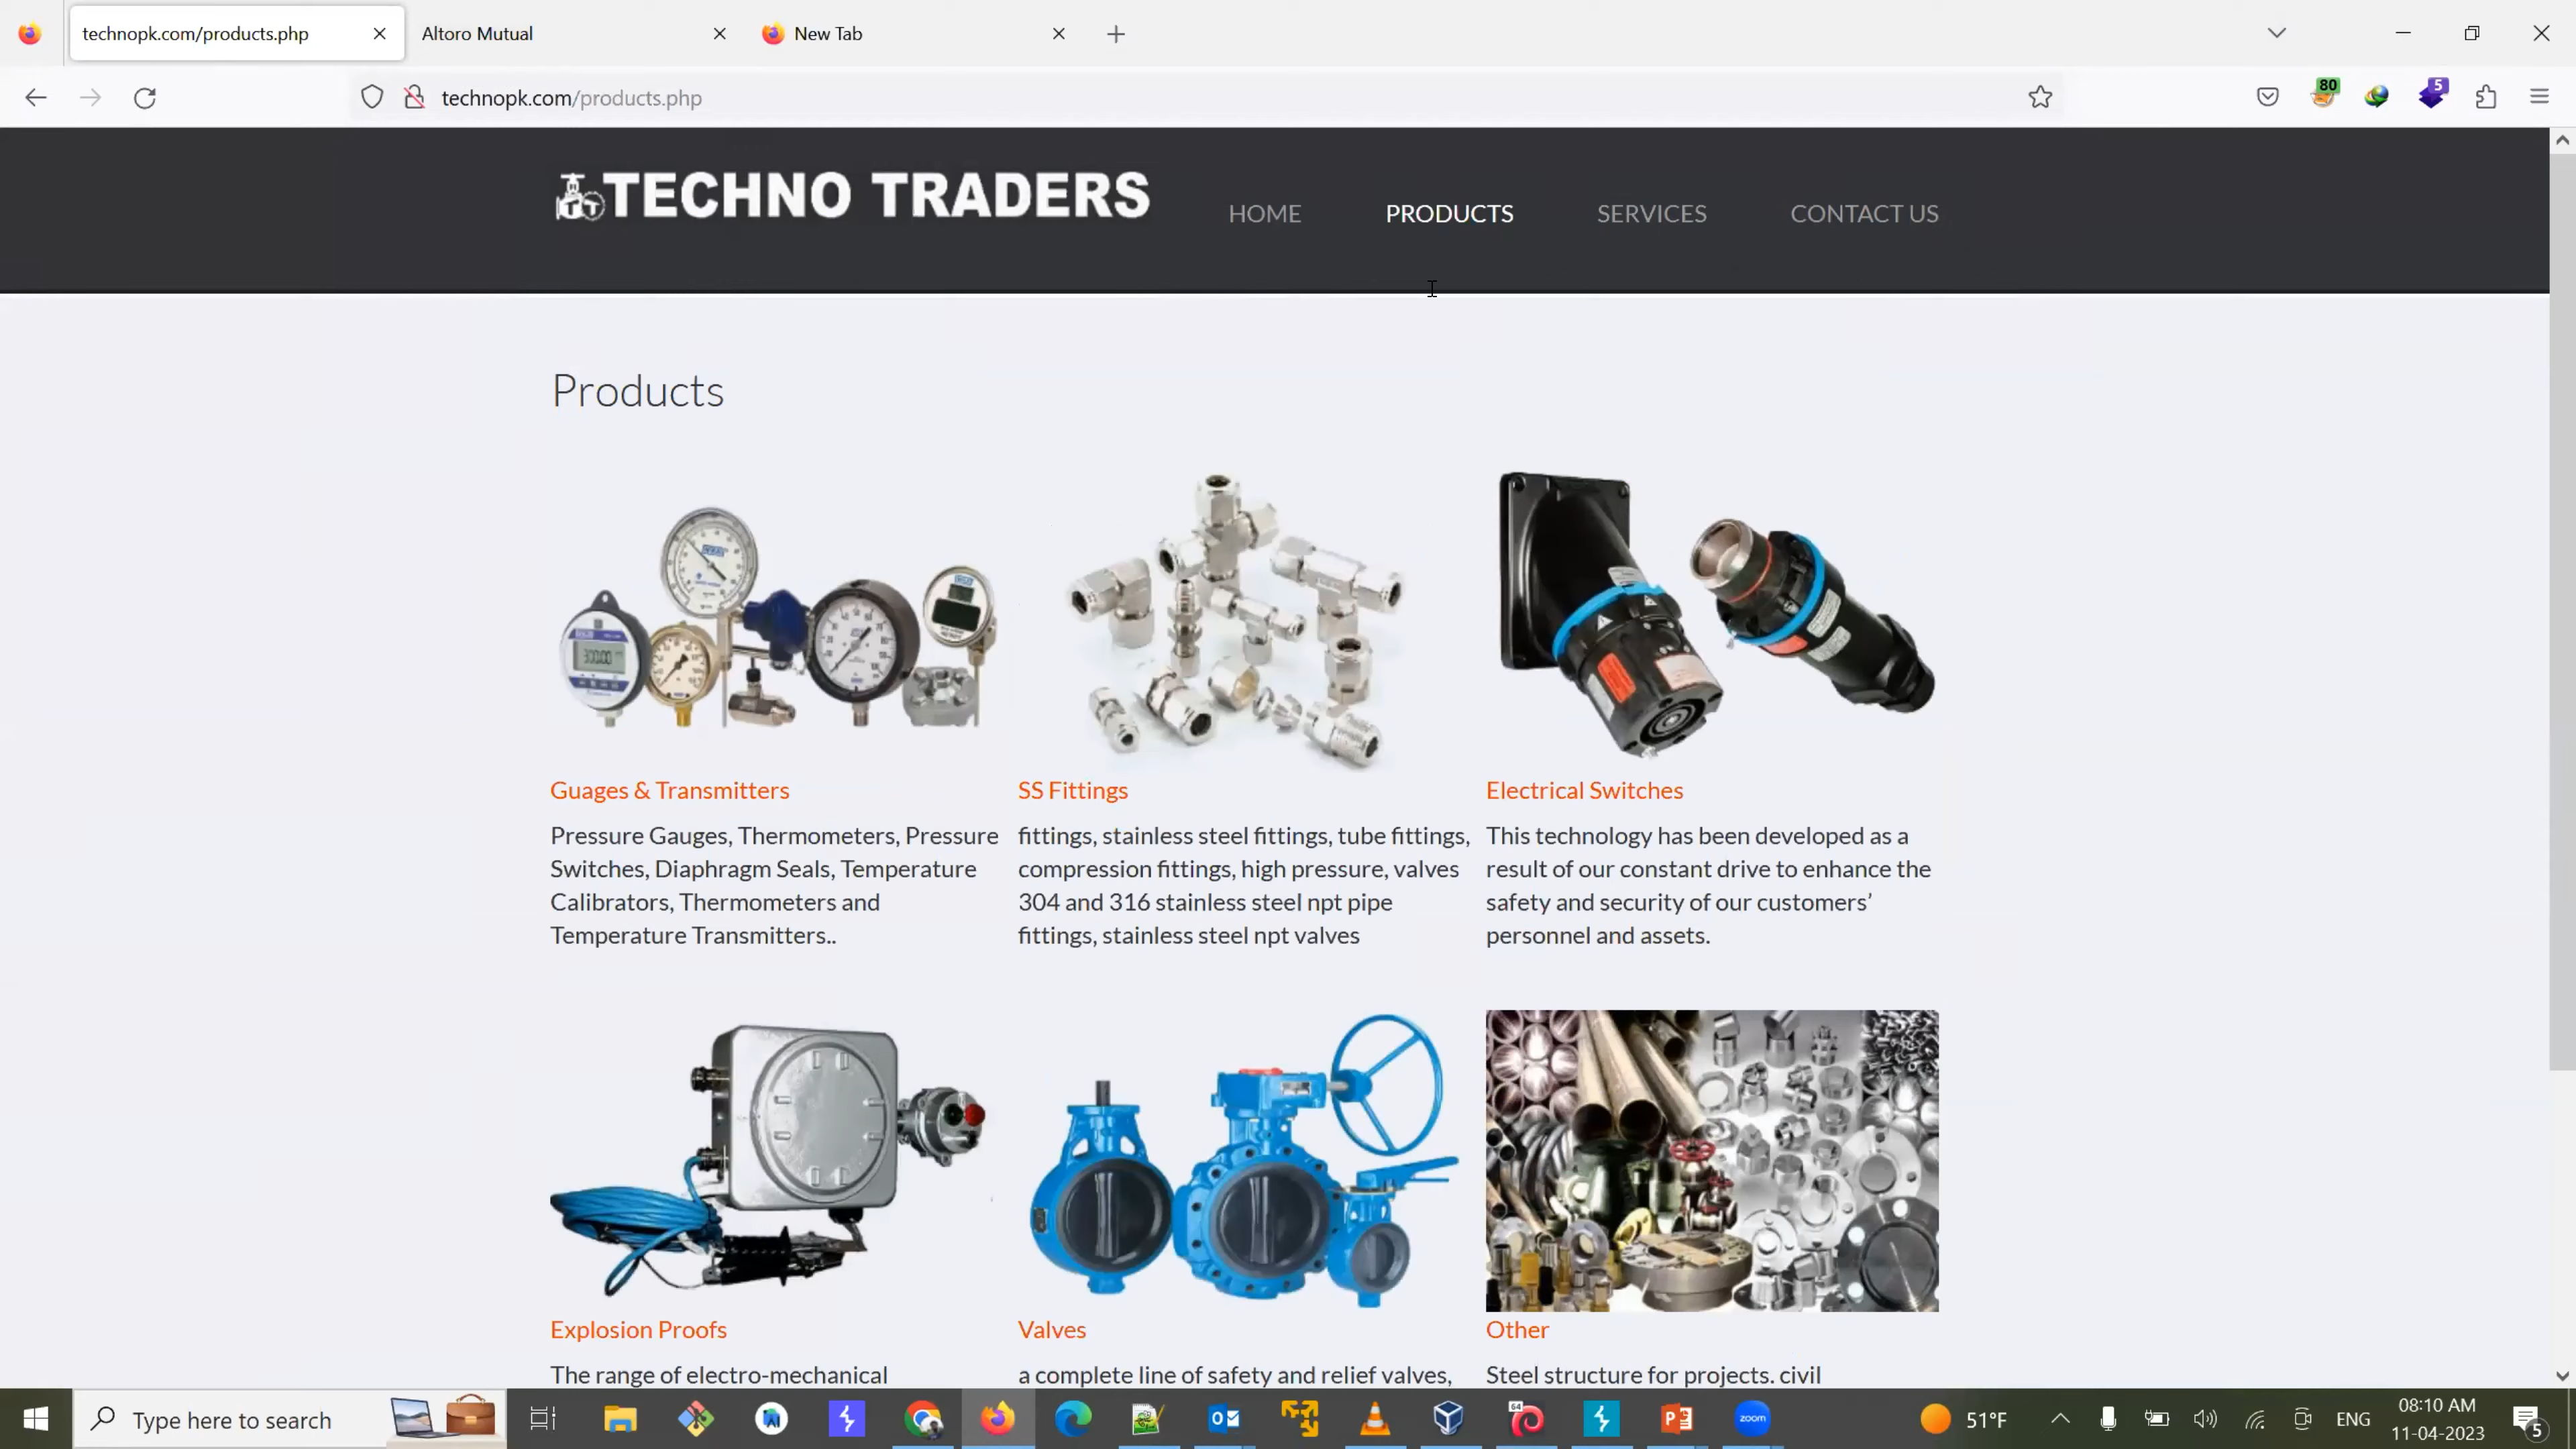 technopk.com/products.php
Altoro Mutual
New Tab
technopk.com/products.php
80
5
TECHNO TRADERS
HOME
PRODUCTS
SERVICES
CONTACT US
Products
Guages & Transmitters
Pressure Gauges, Thermometers, Pressure
Switches, Diaphragm Seals, Temperature
Calibrators, Thermometers and
Temperature Transmitters..
SS Fittings
fittings, stainless steel fittings, tube fittings,
compression fittings, high pressure, valves
304 and 316 stainless steel npt pipe
fittings, stainless steel npt valves
Electrical Switches
This technology has been developed as a
result of our constant drive to enhance the
safety and security of our customers’
personnel and assets.
Explosion Proofs
The range of electro-mechanical
Valves
a complete line of safety and relief valves,
Other
Steel structure for projects. civil
Type here to search
zoom
51°F
ENG
08:10 AM
11-04-2023
5